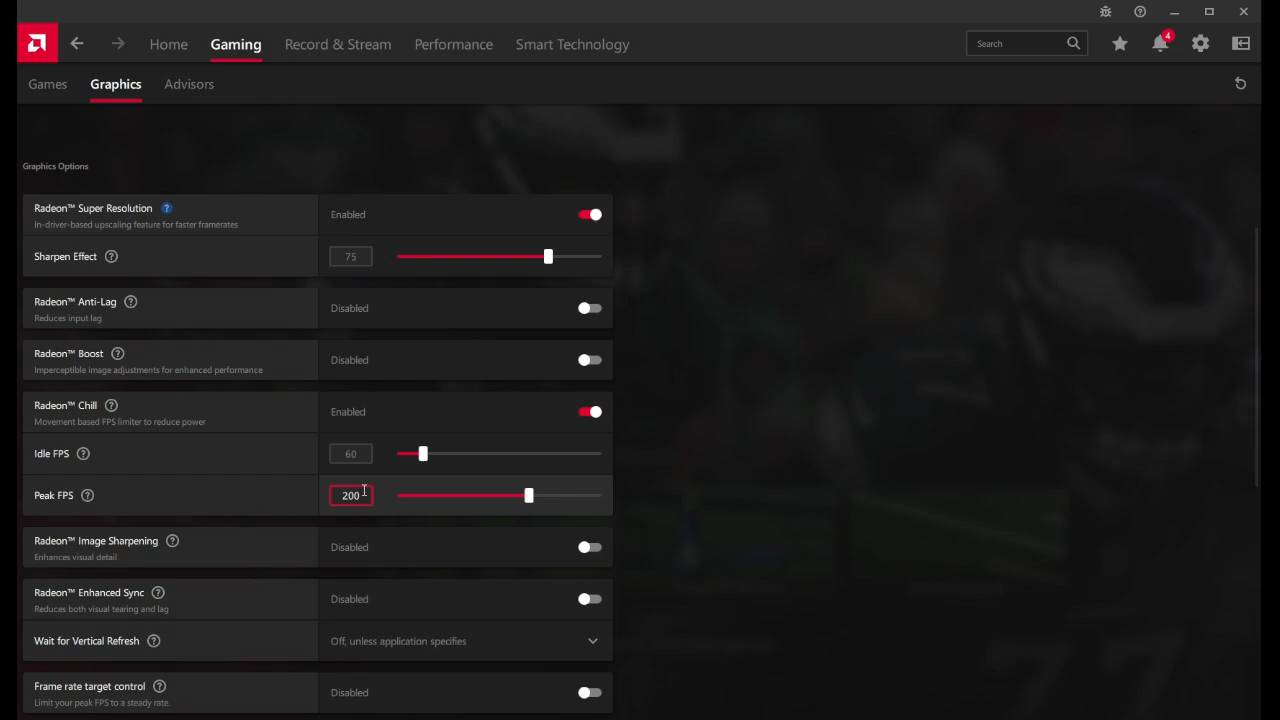 Home Gaming Record & Stream Performance Smart Technology Search 4
Games Graphics Advisors
Graphics Options
Radeon™ Super Resolution ? Enabled
In-driver-based upscaling feature for faster framerates
Sharpen Effect ? 75
Radeon™ Anti-Lag ? Disabled
Reduces input lag
Radeon™ Boost ? Disabled
Imperceptible image adjustments for enhanced performance
Radeon™ Chill ? Enabled
Movement based FPS limiter to reduce power
Idle FPS ? 60
Peak FPS ? 200
Radeon™ Image Sharpening ? Disabled
Enhances visual detail
Radeon™ Enhanced Sync ? Disabled
Reduces both visual tearing and lag
Wait for Vertical Refresh ? Off, unless application specifies
Frame rate target control ? Disabled
Limit your peak FPS to a steady rate.